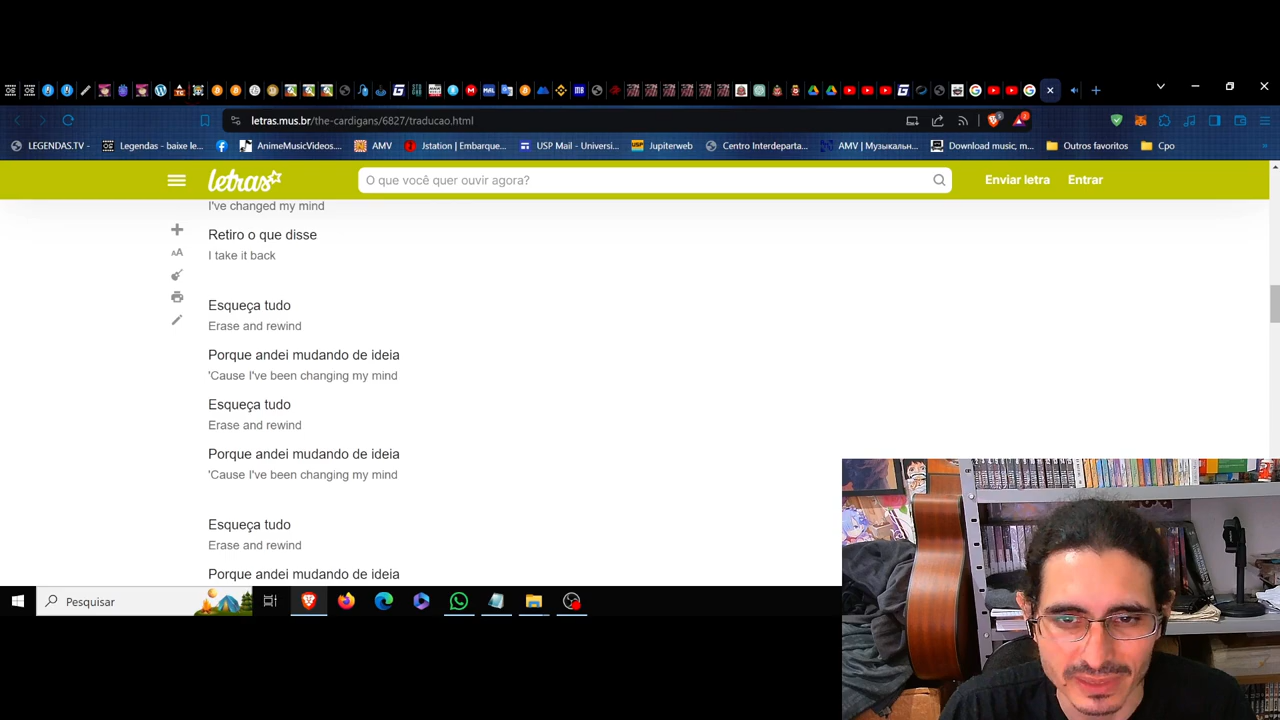 letras.mus.br/the-cardigans/6827/traducao.html
LEGENDAS.TV -
Legendas - baixe le...
AnimeMusicVideos....
AMV
Jstation | Embarque...
USP Mail - Universi...
Jupiterweb
Centro Interdeparta...
AMV | Музыкальн...
Download music, m...
Outros favoritos
Cpo
letras
O que você quer ouvir agora?
Enviar letra
Entrar
I've changed my mind
Retiro o que disse
I take it back
Esqueça tudo
Erase and rewind
Porque andei mudando de ideia
'Cause I've been changing my mind
Esqueça tudo
Erase and rewind
Porque andei mudando de ideia
'Cause I've been changing my mind
Esqueça tudo
Erase and rewind
Porque andei mudando de ideia
Pesquisar